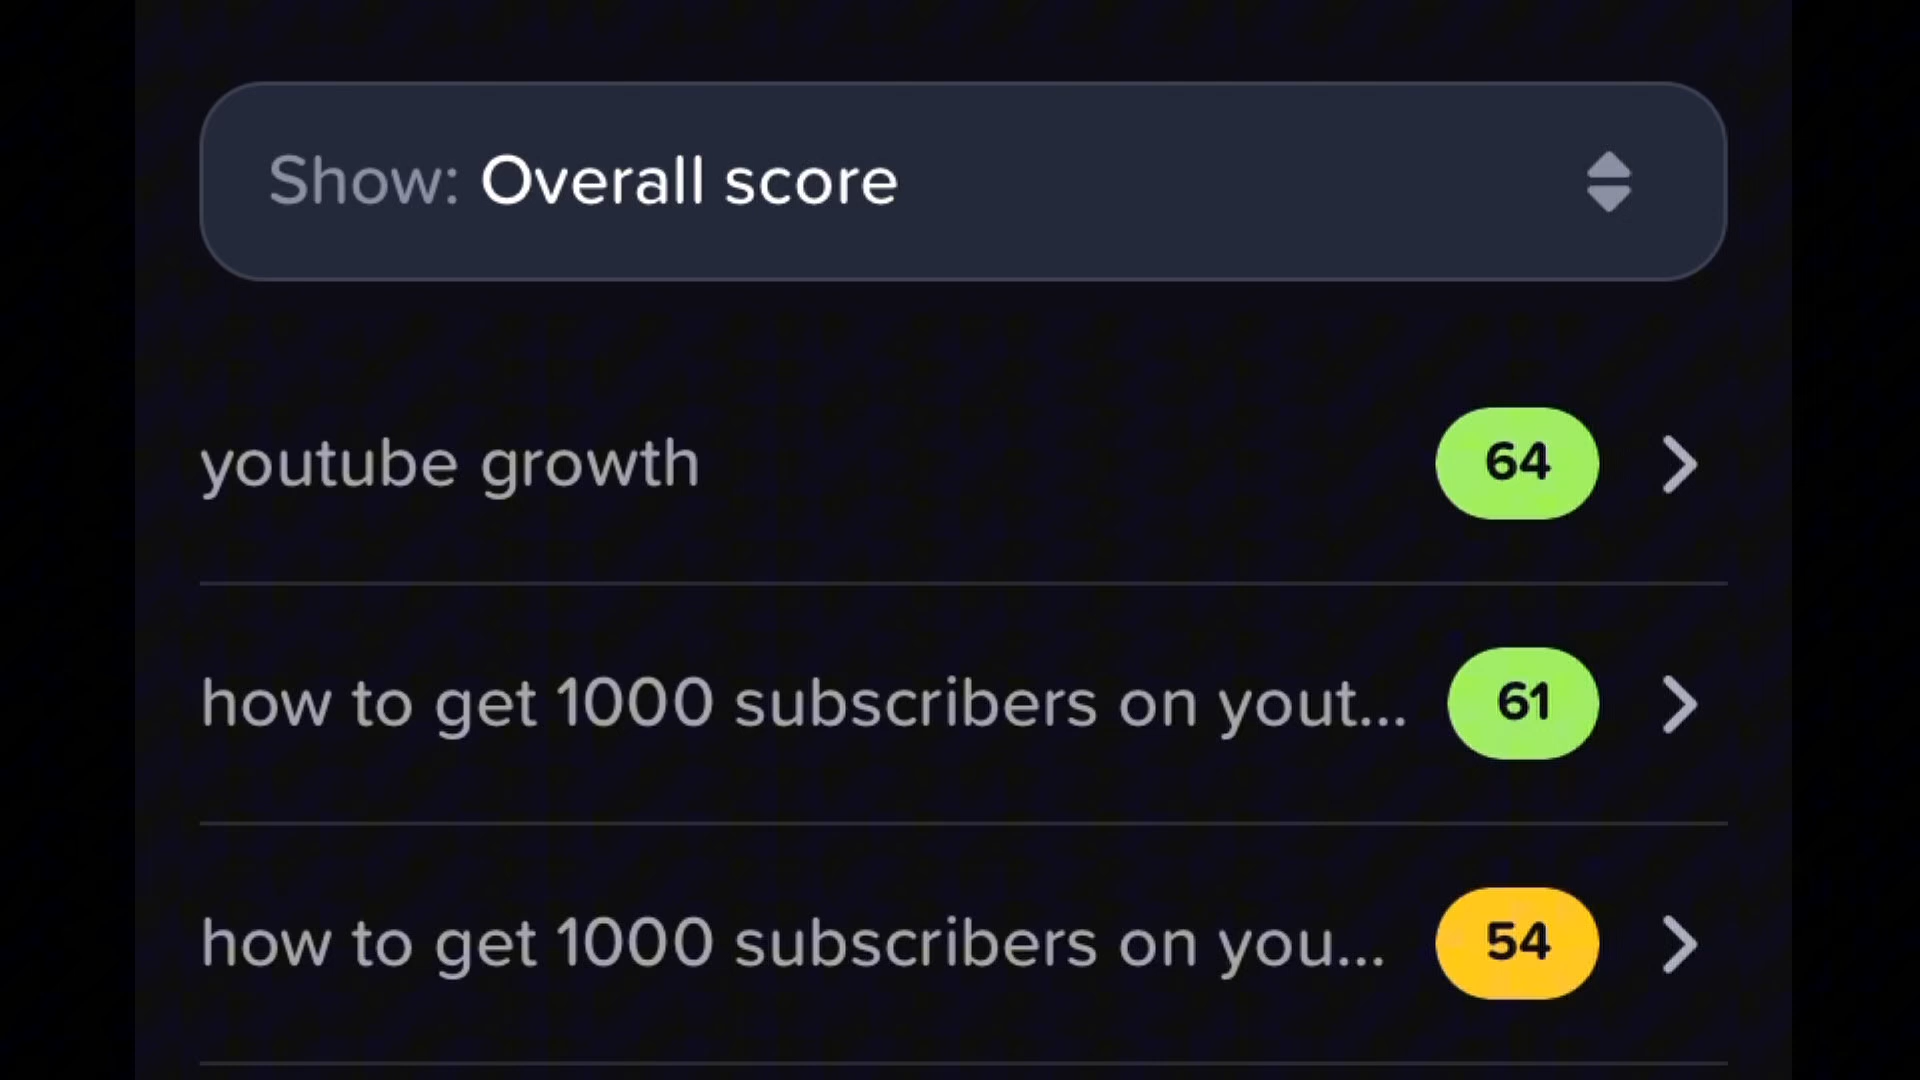 Show: Overall score
youtube growth 64
how to get 1000 subscribers on yout... 61
how to get 1000 subscribers on you... 54